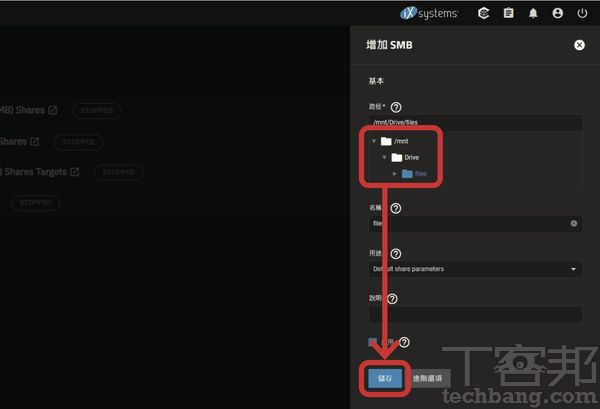 iX systems
增加 SMB
基本
路徑*
/mnt/Drive/files
MB) Shares
STOPPED
/mnt
Shares
STOPPED
Drive
) Shares Targets
STOPPED
files
STOPPED
名稱
file
用途
Default share parameters
說明
儲存
進階選項
T客邦
techbang.com